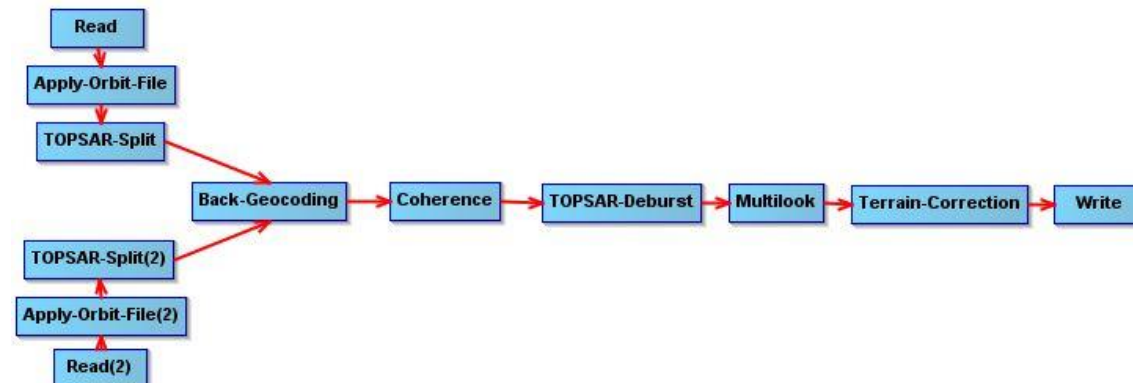 Read
Apply-Orbit-File
TOPSAR-Split
Back-Geocoding
Coherence
TOPSAR-Deburst
Multilook
Terrain-Correction
Write
TOPSAR-Split(2)
Apply-Orbit-File(2)
Read(2)